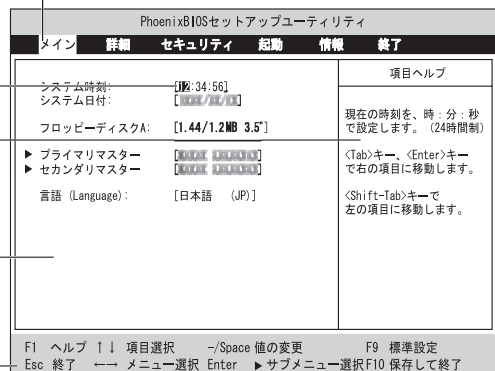 PhoenixBIOSセットアップユーティリティ
メイン 詳細 セキュリティ 起動 情報 終了
システム時刻: [12:34:56]
システム日付:
フロッピーディスクA: [1.44/1.2MB 3.5"]
▶ プライマリマスター
▶ セカンダリマスター
言語 (Language): [日本語 (JP)]
項目ヘルプ
現在の時刻を、時：分：秒
で設定します。(24時間制)
<Tab>キー、<Enter>キー
で右の項目に移動します。
<Shift-Tab>キーで
左の項目に移動します。
F1 ヘルプ ↑↓ 項目選択 -/Space 値の変更 F9 標準設定
Esc 終了 ←→ メニュー選択 Enter ▶サブメニュー選択 F10 保存して終了